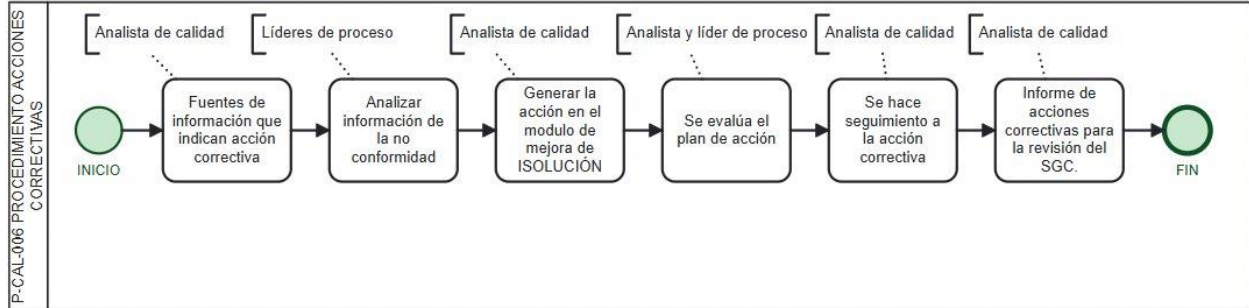 P-CAL-006 PROCEDIMIENTO ACCIONES
CORRECTIVAS
INICIO
Analista de calidad
Fuentes de
información que
indican acción
correctiva
Líderes de proceso
Analizar
información de
la no
conformidad
Analista de calidad
Generar la
acción en el
modulo de
mejora de
ISOLUCIÓN
Analista y líder de proceso
Se evalúa el
plan de acción
Analista de calidad
Se hace
seguimiento a
la acción
correctiva
Analista de calidad
Informe de
acciones
correctivas para
la revisión del
SGC.
FIN